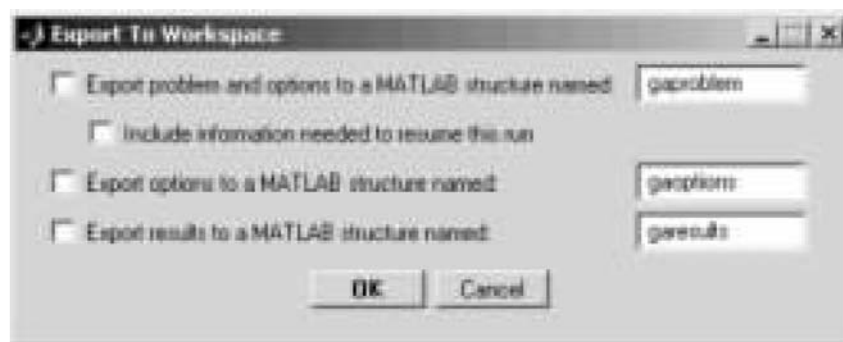 Export To Workspace
Export problem and options to a MATLAB structure named: gaproblem
Include information needed to resume this run
Export options to a MATLAB structure named: gaoptions
Export results to a MATLAB structure named: garesults
OK Cancel